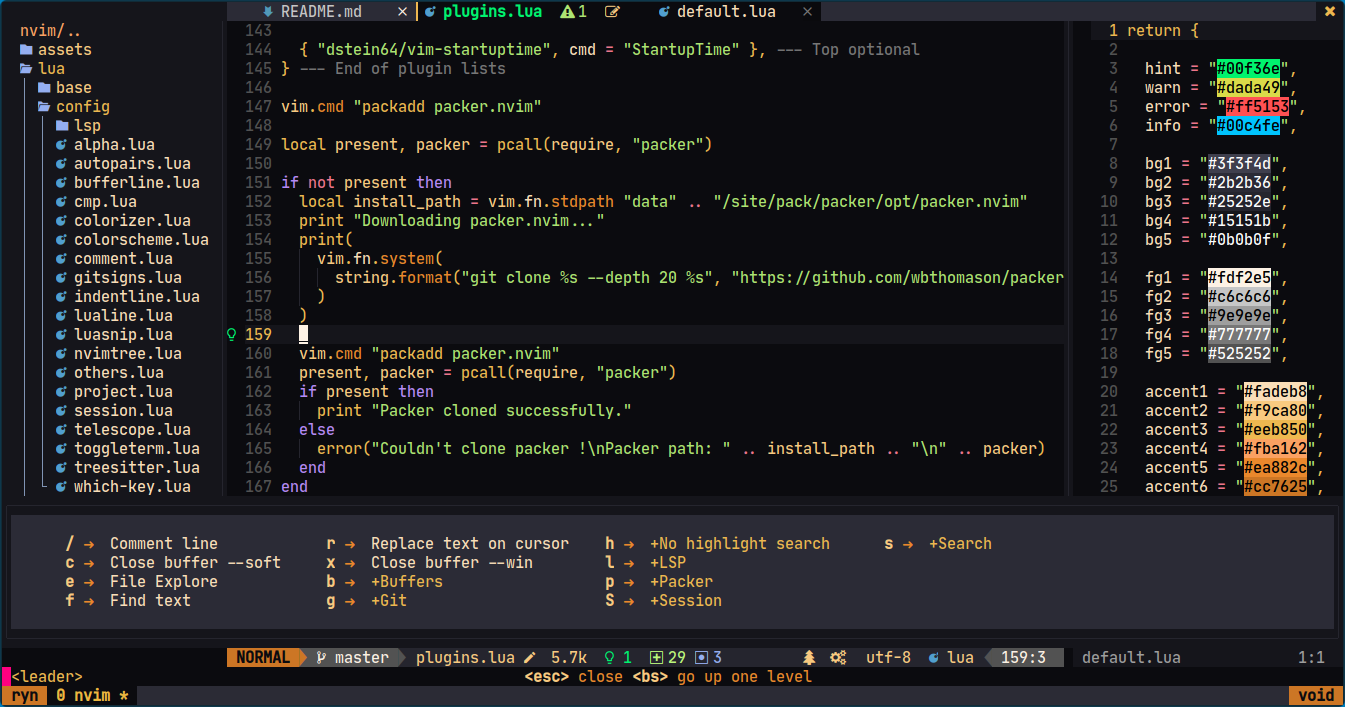 README.md × plugins.lua 1 default.lua × ×
nvim/..
assets
lua
base
config
lsp
alpha.lua
autopairs.lua
bufferline.lua
cmp.lua
colorizer.lua
colorscheme.lua
comment.lua
gitsigns.lua
indentline.lua
lualine.lua
luasnip.lua
nvimtree.lua
others.lua
project.lua
session.lua
telescope.lua
toggleterm.lua
treesitter.lua
which-key.lua
143
144 { "dstein64/vim-startuptime", cmd = "StartupTime" }, --- Top optional
145 } --- End of plugin lists
146
147 vim.cmd "packadd packer.nvim"
148
149 local present, packer = pcall(require, "packer")
150
151 if not present then
152 local install_path = vim.fn.stdpath "data" .. "/site/pack/packer/opt/packer.nvim"
153 print "Downloading packer.nvim..."
154 print(
155 vim.fn.system(
156 string.format("git clone %s --depth 20 %s", "https://github.com/wbthomason/packer
157 )
158 )
159
160 vim.cmd "packadd packer.nvim"
161 present, packer = pcall(require, "packer")
162 if present then
163 print "Packer cloned successfully."
164 else
165 error("Couldn't clone packer !\nPacker path: " .. install_path .. "\n" .. packer)
166 end
167 end
1 return {
2
3 hint = "#00f36e",
4 warn = "#dada49",
5 error = "#ff5153",
6 info = "#00c4fe",
7
8 bg1 = "#3f3f4d",
9 bg2 = "#2b2b36",
10 bg3 = "#25252e",
11 bg4 = "#15151b",
12 bg5 = "#0b0b0f",
13
14 fg1 = "#fdf2e5",
15 fg2 = "#c6c6c6",
16 fg3 = "#9e9e9e",
17 fg4 = "#777777",
18 fg5 = "#525252",
19
20 accent1 = "#fadeb8",
21 accent2 = "#f9ca80",
22 accent3 = "#eeb850",
23 accent4 = "#fba162",
24 accent5 = "#ea882c",
25 accent6 = "#cc7625",
/ → Comment line r → Replace text on cursor h → +No highlight search s → +Search
c → Close buffer --soft x → Close buffer --win l → +LSP
e → File Explore b → +Buffers p → +Packer
f → Find text g → +Git S → +Session
NORMAL master plugins.lua 5.7k 1 29 3 utf-8 lua 159:3 default.lua 1:1
<leader> <esc> close <bs> go up one level
ryn 0 nvim * void